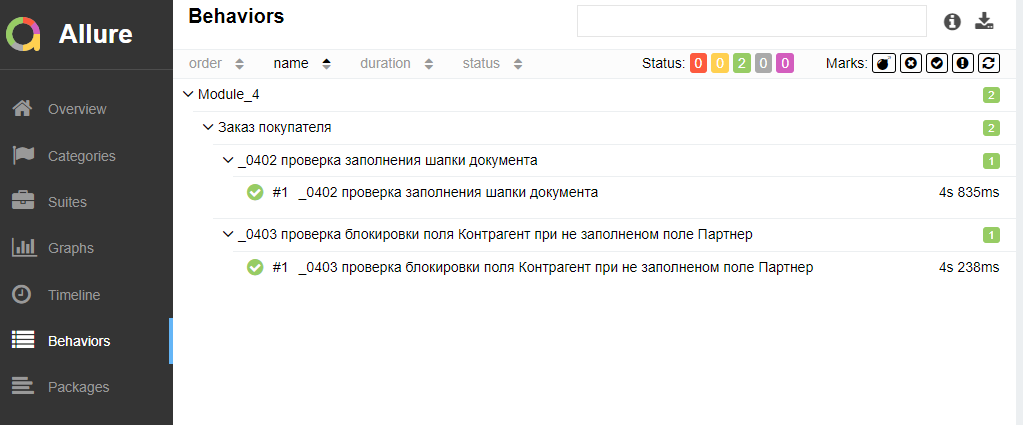 Allure
Behaviors
order name duration status Status: 0 0 2 0 0 Marks:
Module_4 2
Overview
Заказ покупателя 2
Categories
_0402 проверка заполнения шапки документа 1
Suites
#1 _0402 проверка заполнения шапки документа 4s 835ms
Graphs
_0403 проверка блокировки поля Контрагент при не заполненом поле Партнер 1
#1 _0403 проверка блокировки поля Контрагент при не заполненом поле Партнер 4s 238ms
Timeline
Behaviors
Packages